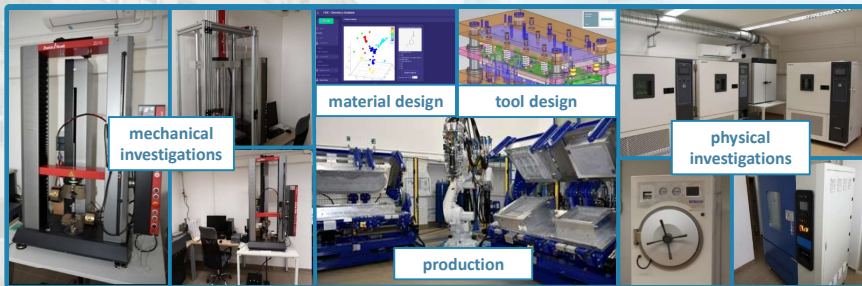 mechanical
investigations
material design
tool design
production
physical
investigations